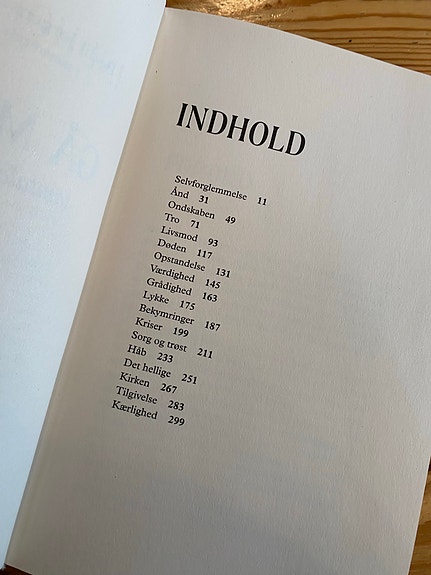 INDHOLD
Selvforglemmelse 11
Ånd 31
Ondskaben 49
Tro 71
Livsmod 93
Døden 117
Opstandelse 131
Værdighed 145
Grådighed 163
Lykke 175
Bekymringer 187
Kriser 199
Sorg og trøst 211
Håb 233
Det hellige 251
Kirken 267
Tilgivelse 283
Kærlighed 299